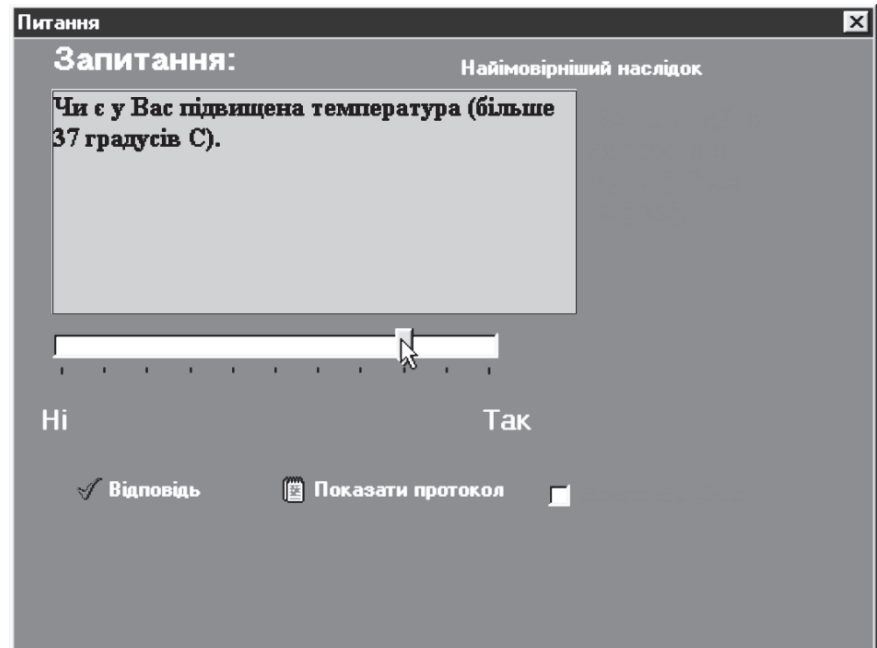 Питання
Запитання:
Найімовірніший наслідок
Чи є у Вас підвищена температура (більше
37 градусів С).
Ні
Так
Відповідь
Показати протокол